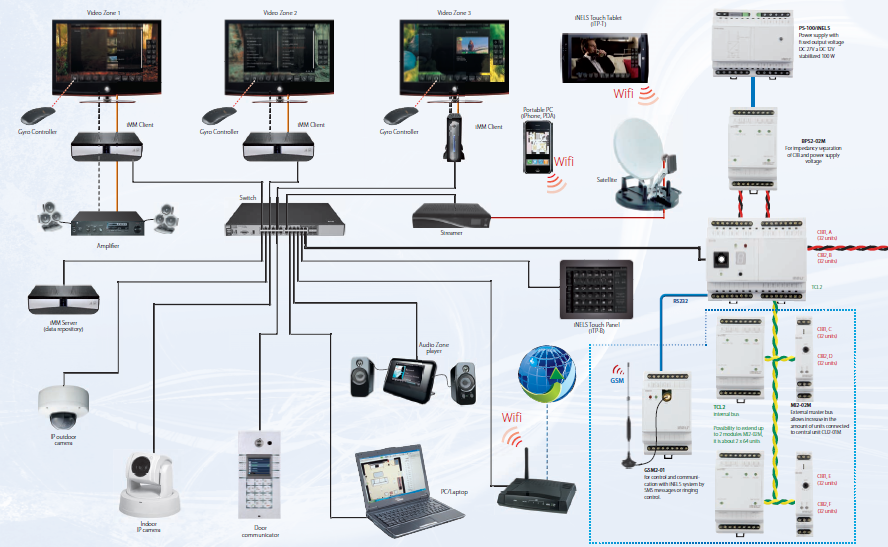 Video Zone 1
Video Zone 2
Video Zone 3
iNELS Touch Tablet
(iTP-T)
Wifi
PS-100/iNELS
Power supply with
fixed output voltage
DC 27V a DC 12V
stabilized 100 W
Gyro Controller
iMM Client
Gyro Controller
iMM Client
Gyro Controller
iMM Client
Portable PC
(iPhone, PDA)
Wifi
Satellite
BPS2-02M
For impedancy separation
of CIB and power supply
voltage
Switch
Amplifier
Streamer
CIB1_A
(32 units)
CIB2_B
(32 units)
TCL2
RS232
iMM Server
(data repository)
iNELS Touch Panel
(iTP-B)
Audio Zone
player
GSM
CIB1_C
(32 units)
CIB2_D
(32 units)
TCL2
internal bus
Possibility to extend up
to 2 modules MI2-02M,
it is about 2 x 64 units
MI2-02M
External master bus
allows increase in the
amount of units connected
to central unit CU2-01M
IP outdoor
camera
Wifi
GSM2-01
for control and communi-
cation with iNELS system by
SMS messages or ringing
control.
CIB1_E
(32 units)
CIB2_F
(32 units)
PC/Laptop
Indoor
IP camera
Door
communicator